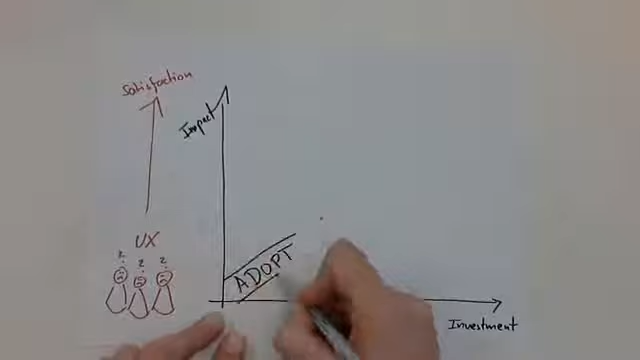 Satisfaction
Impact
UX
? ? ?
ADOPT
Investment